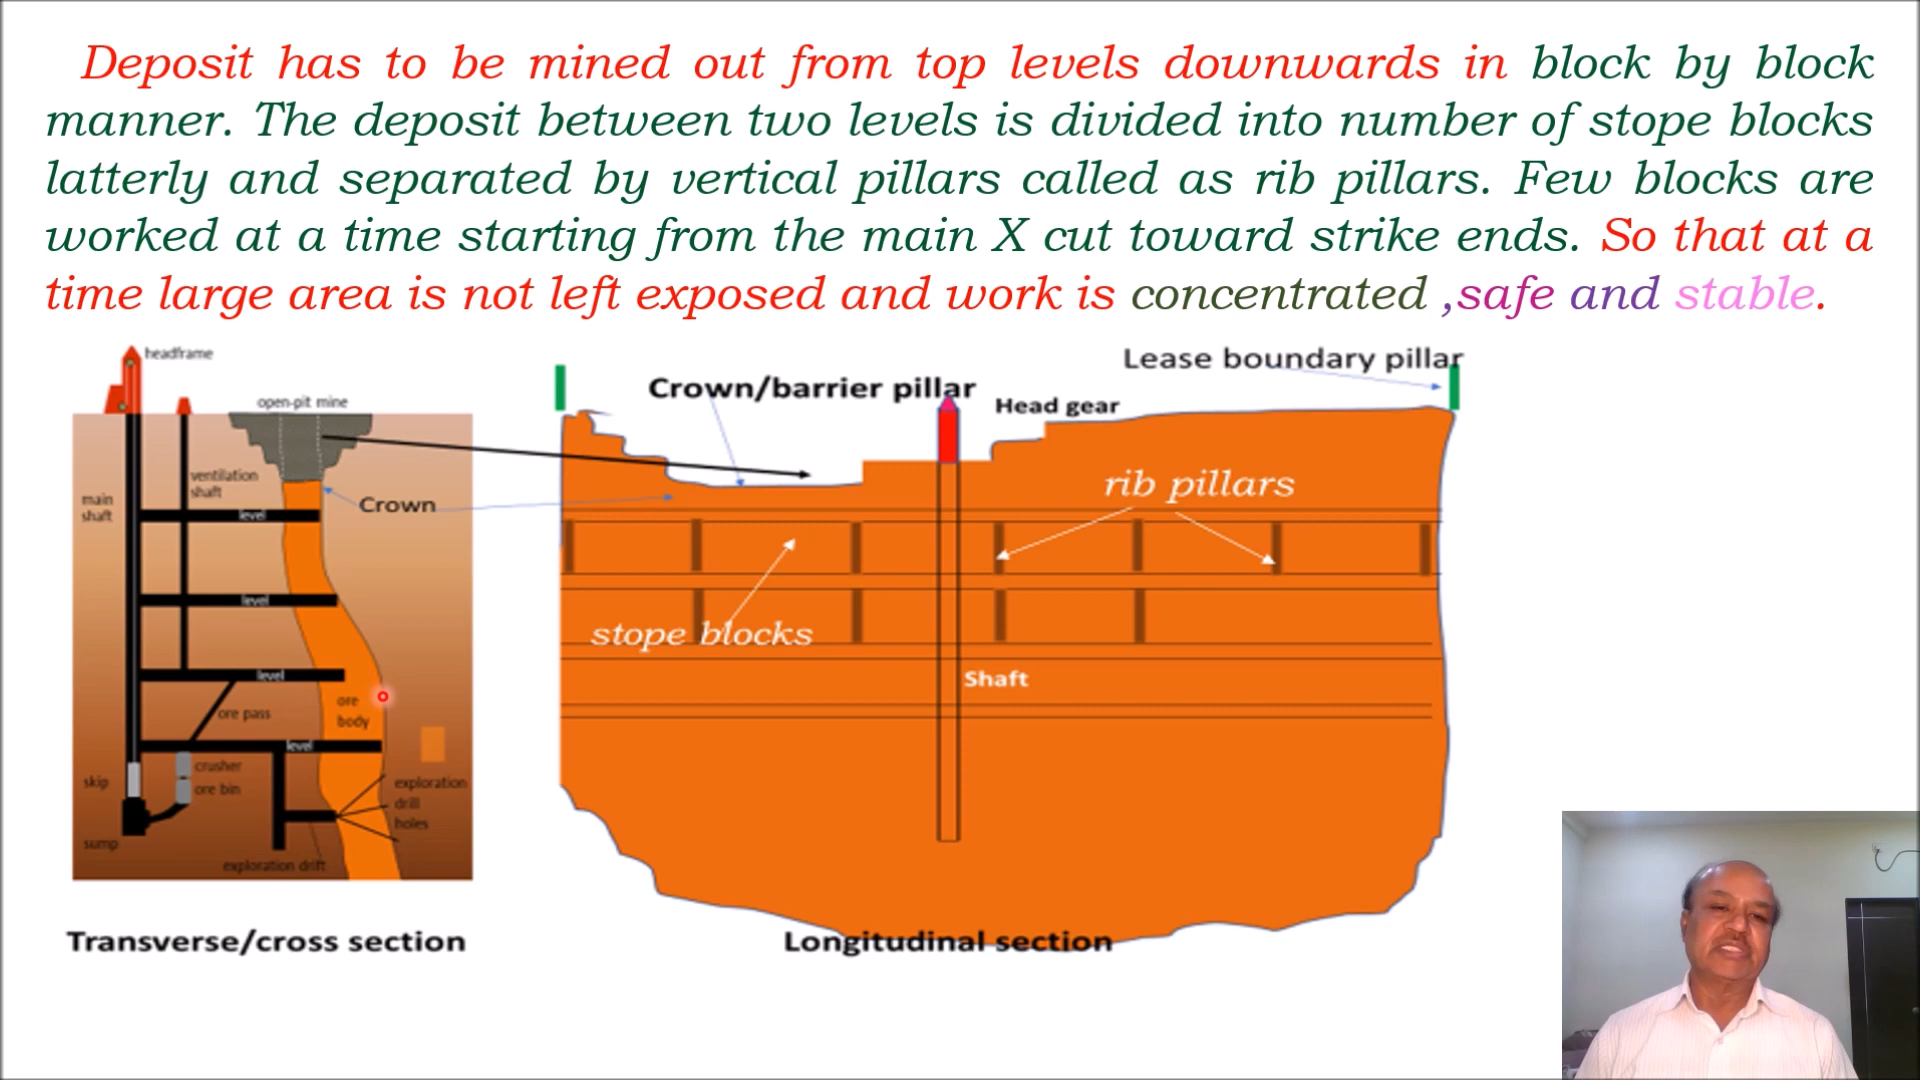 Deposit has to be mined out from top levels downwards in block by block
manner. The deposit between two levels is divided into number of stope blocks
latterly and separated by vertical pillars called as rib pillars. Few blocks are
worked at a time starting from the main X cut toward strike ends. So that at a
time large area is not left exposed and work is concentrated ,safe and stable.
headframe
open-pit mine
ventilation
shaft
main
shaft
Crown
level
level
level
ore pass
ore
body
level
crusher
ore bin
skip
exploration
drill
holes
sump
exploration drift
Transverse/cross section
Lease boundary pillar
Crown/barrier pillar
Head gear
rib pillars
stope blocks
Shaft
Longitudinal section